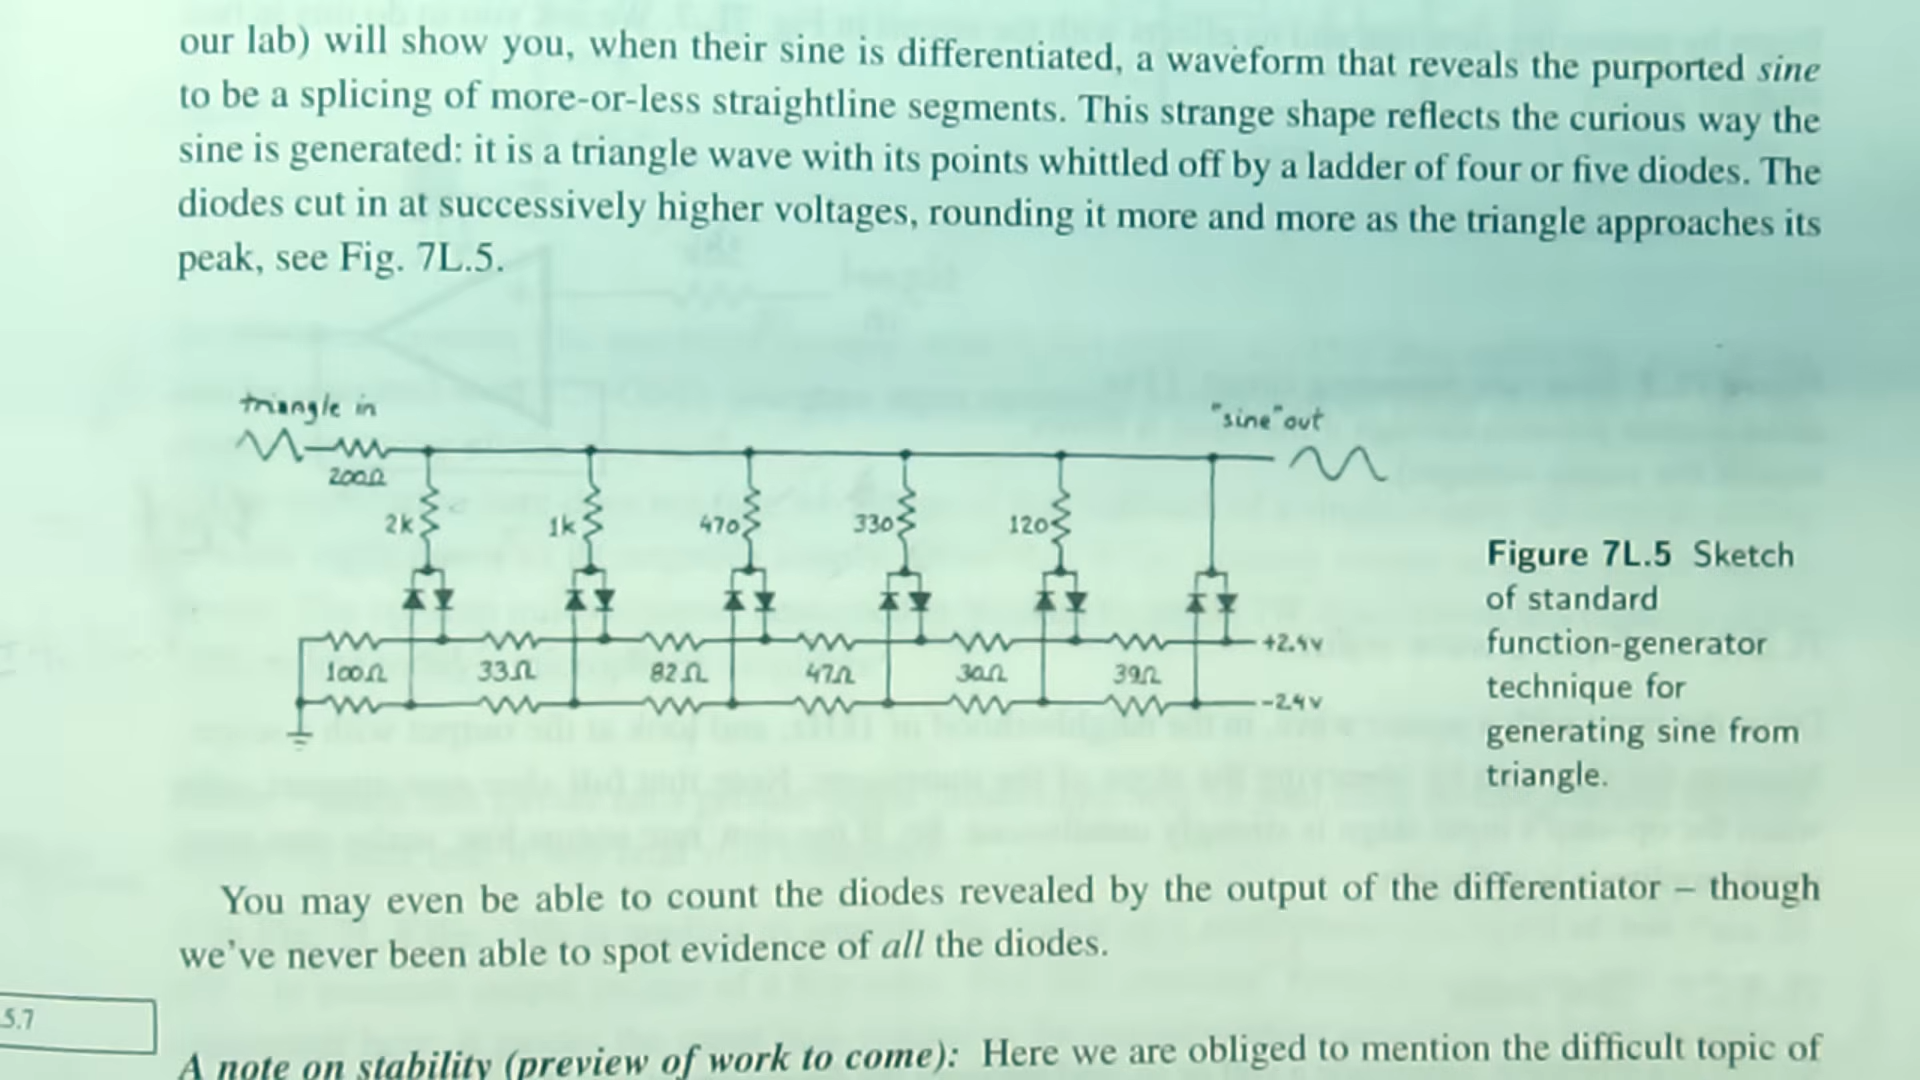 our lab) will show you, when their sine is differentiated, a waveform that reveals the purported sine
to be a splicing of more-or-less straightline segments. This strange shape reflects the curious way the
sine is generated: it is a triangle wave with its points whittled off by a ladder of four or five diodes. The
diodes cut in at successively higher voltages, rounding it more and more as the triangle approaches its
peak, see Fig. 7L.5.
triangle in
"sine" out
200Ω
2k
1k
470
330
120
+2.4v
100Ω
33Ω
82Ω
47Ω
30Ω
39Ω
-2.4v
Figure 7L.5 Sketch
of standard
function-generator
technique for
generating sine from
triangle.
You may even be able to count the diodes revealed by the output of the differentiator – though
we've never been able to spot evidence of all the diodes.
5.7
A note on stability (preview of work to come): Here we are obliged to mention the difficult topic of